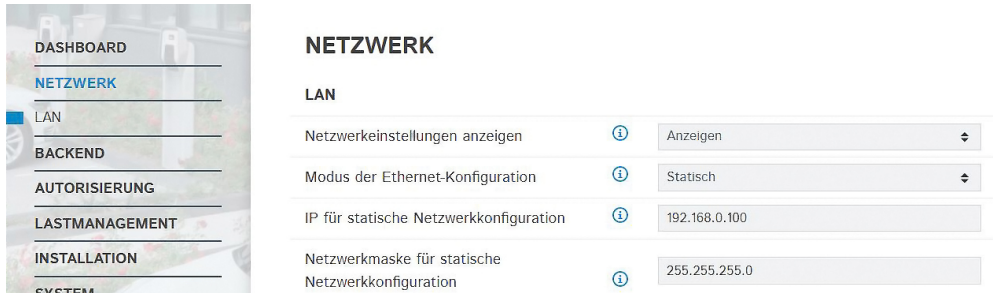 DASHBOARD
NETZWERK
LAN
BACKEND
AUTORISIERUNG
LASTMANAGEMENT
INSTALLATION
SYSTEM
NETZWERK
LAN
Netzwerkeinstellungen anzeigen
Anzeigen
Modus der Ethernet-Konfiguration
Statisch
IP für statische Netzwerkkonfiguration
192.168.0.100
Netzwerkmaske für statische
Netzwerkkonfiguration
255.255.255.0